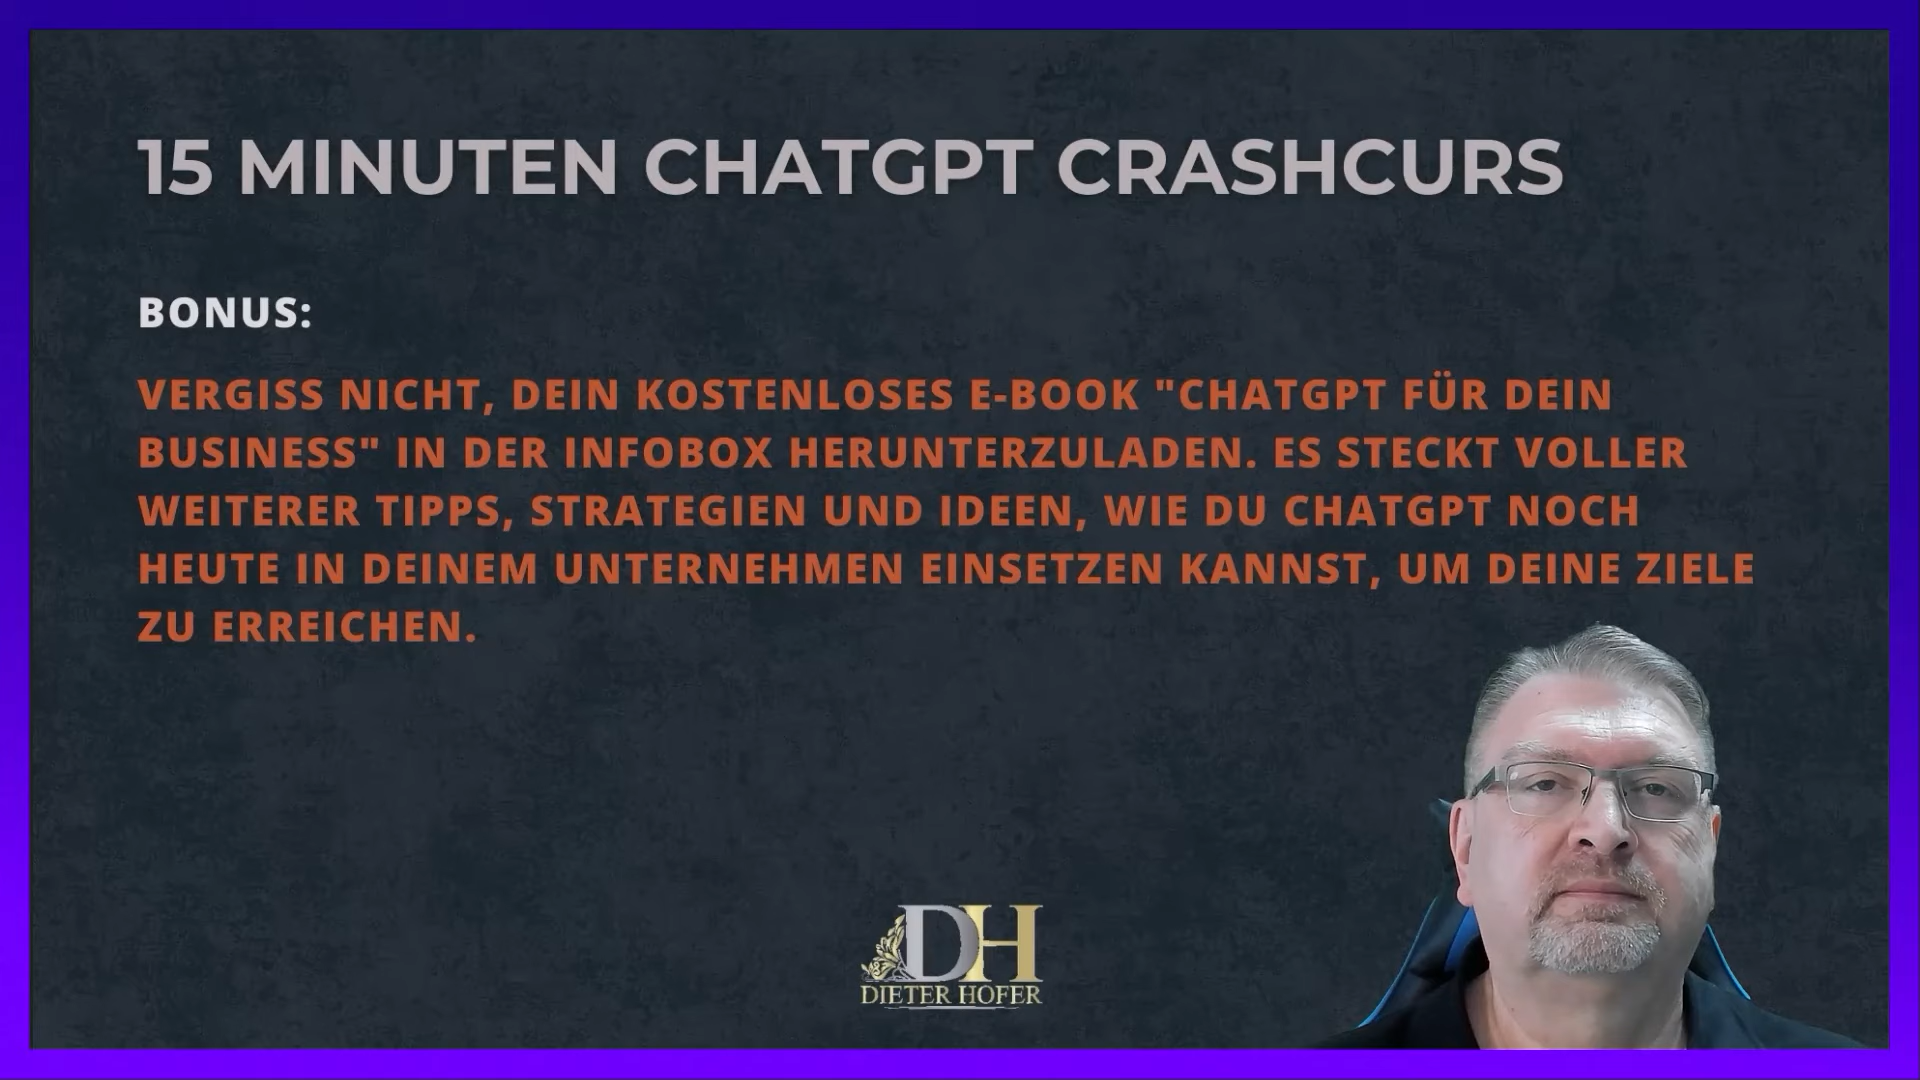 15 MINUTEN CHATGPT CRASHCURS
BONUS:
VERGISS NICHT, DEIN KOSTENLOSES E-BOOK "CHATGPT FÜR DEIN
BUSINESS" IN DER INFOBOX HERUNTERZULADEN. ES STECKT VOLLER
WEITERER TIPPS, STRATEGIEN UND IDEEN, WIE DU CHATGPT NOCH
HEUTE IN DEINEM UNTERNEHMEN EINSETZEN KANNST, UM DEINE ZIELE
ZU ERREICHEN.
DH
DIETER HOFER